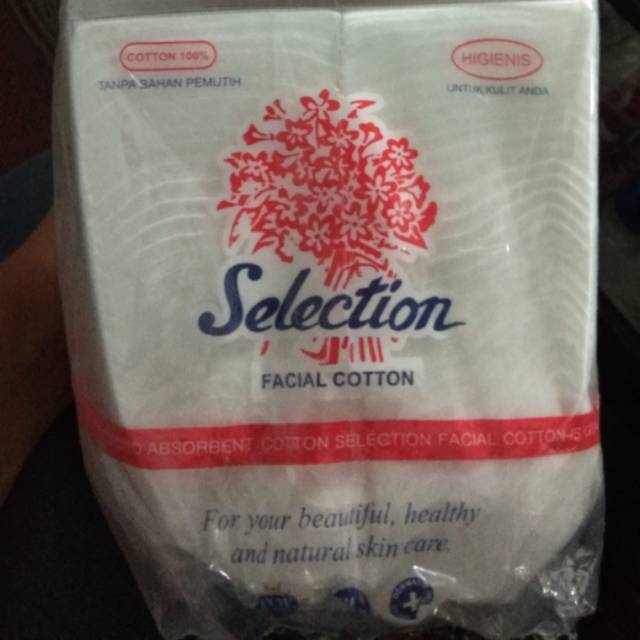 COTTON 100%
TANPA BAHAN PEMUTIH
HIGIENIS
UNTUK KULIT ANDA
Selection
FACIAL COTTON
ABSORBENT COTTON SELECTION FACIAL COTTON IS
For your beautiful, healthy
and natural skin care.